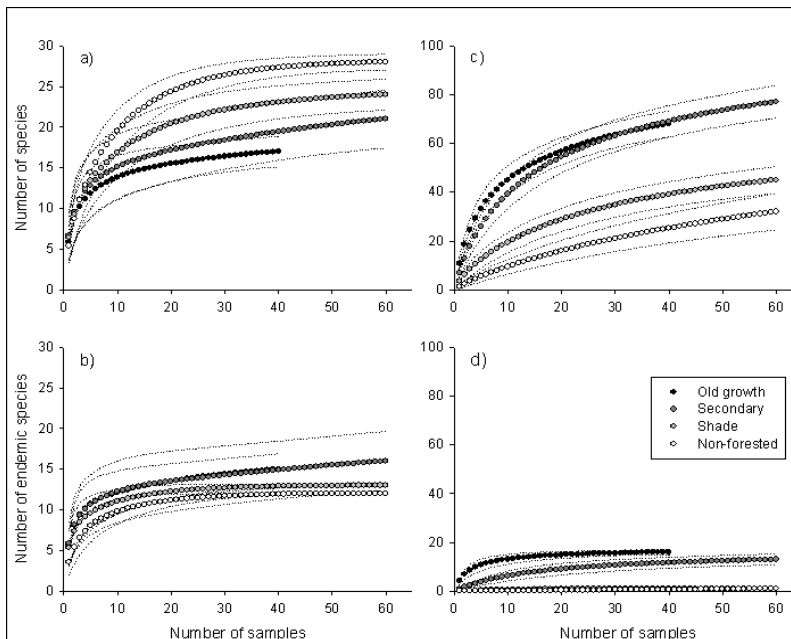 a)
30
25
20
15
10
5
0
0 10 20 30 40 50 60
Number of species
c)
100
80
60
40
20
0
0 10 20 30 40 50 60
b)
30
25
20
15
10
5
0
0 10 20 30 40 50 60
Number of endemic species
Number of samples
d)
100
80
60
40
20
0
0 10 20 30 40 50 60
Number of samples
Old growth
Secondary
Shade
Non-forested